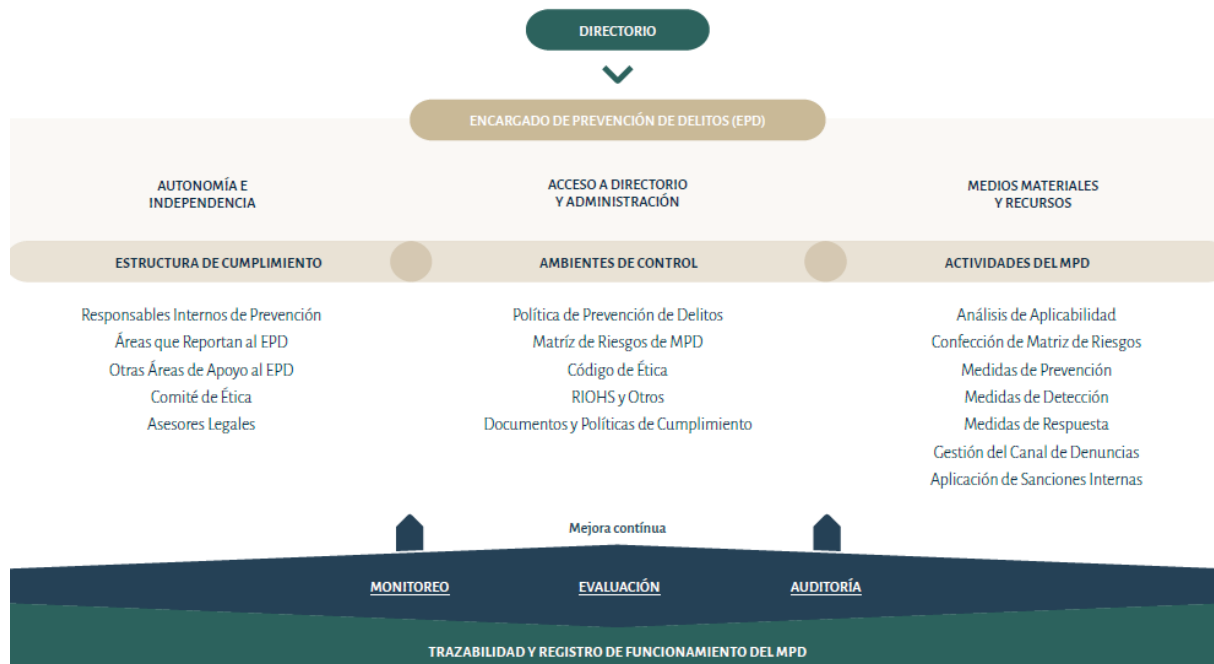 DIRECTORIO
ENCARGADO DE PREVENCIÓN DE DELITOS (EPD)
AUTONOMÍA E
INDEPENDENCIA
ACCESO A DIRECTORIO
Y ADMINISTRACIÓN
MEDIOS MATERIALES
Y RECURSOS
ESTRUCTURA DE CUMPLIMIENTO
Responsables Internos de Prevención
Áreas que Reportan al EPD
Otras Áreas de Apoyo al EPD
Comité de Ética
Asesores Legales
AMBIENTES DE CONTROL
Política de Prevención de Delitos
Matríz de Riesgos de MPD
Código de Ética
RIOHS y Otros
Documentos y Políticas de Cumplimiento
ACTIVIDADES DEL MPD
Análisis de Aplicabilidad
Confección de Matriz de Riesgos
Medidas de Prevención
Medidas de Detección
Medidas de Respuesta
Gestión del Canal de Denuncias
Aplicación de Sanciones Internas
Mejora contínua
MONITOREO
EVALUACIÓN
AUDITORÍA
TRAZABILIDAD Y REGISTRO DE FUNCIONAMIENTO DEL MPD